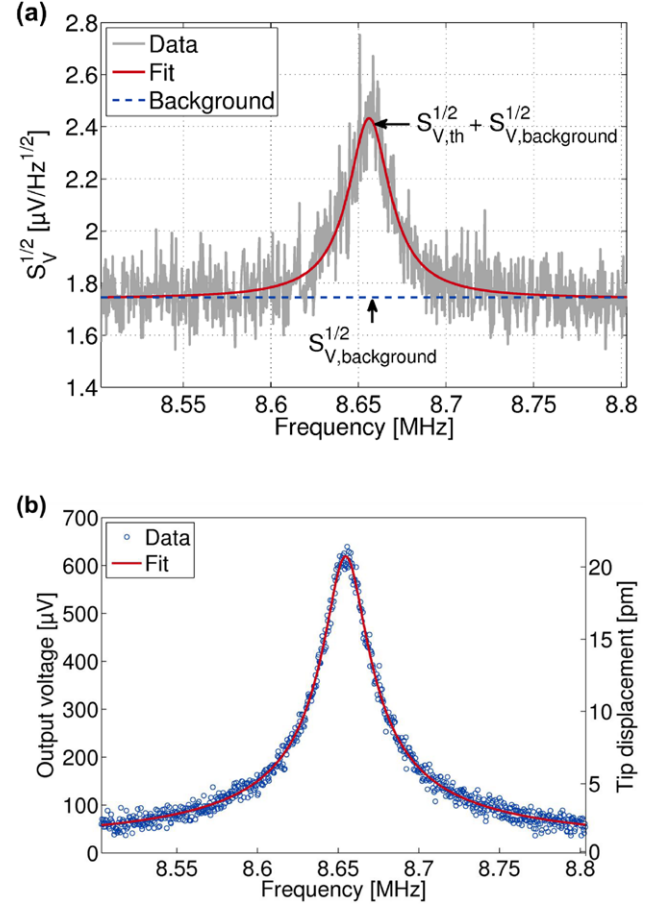 (a)
2.8
2.6
2.4
2.2
2
1.8
1.6
1.4
S_V^{1/2} [µV/Hz^{1/2}]
Data
Fit
Background
S_{V,th}^{1/2} + S_{V,background}^{1/2}
S_{V,background}^{1/2}
8.55 8.6 8.65 8.7 8.75 8.8
Frequency [MHz]
(b)
700
600
500
400
300
200
100
0
Output voltage [µV]
Data
Fit
20
15
10
5
0
Tip displacement [pm]
8.55 8.6 8.65 8.7 8.75 8.8
Frequency [MHz]